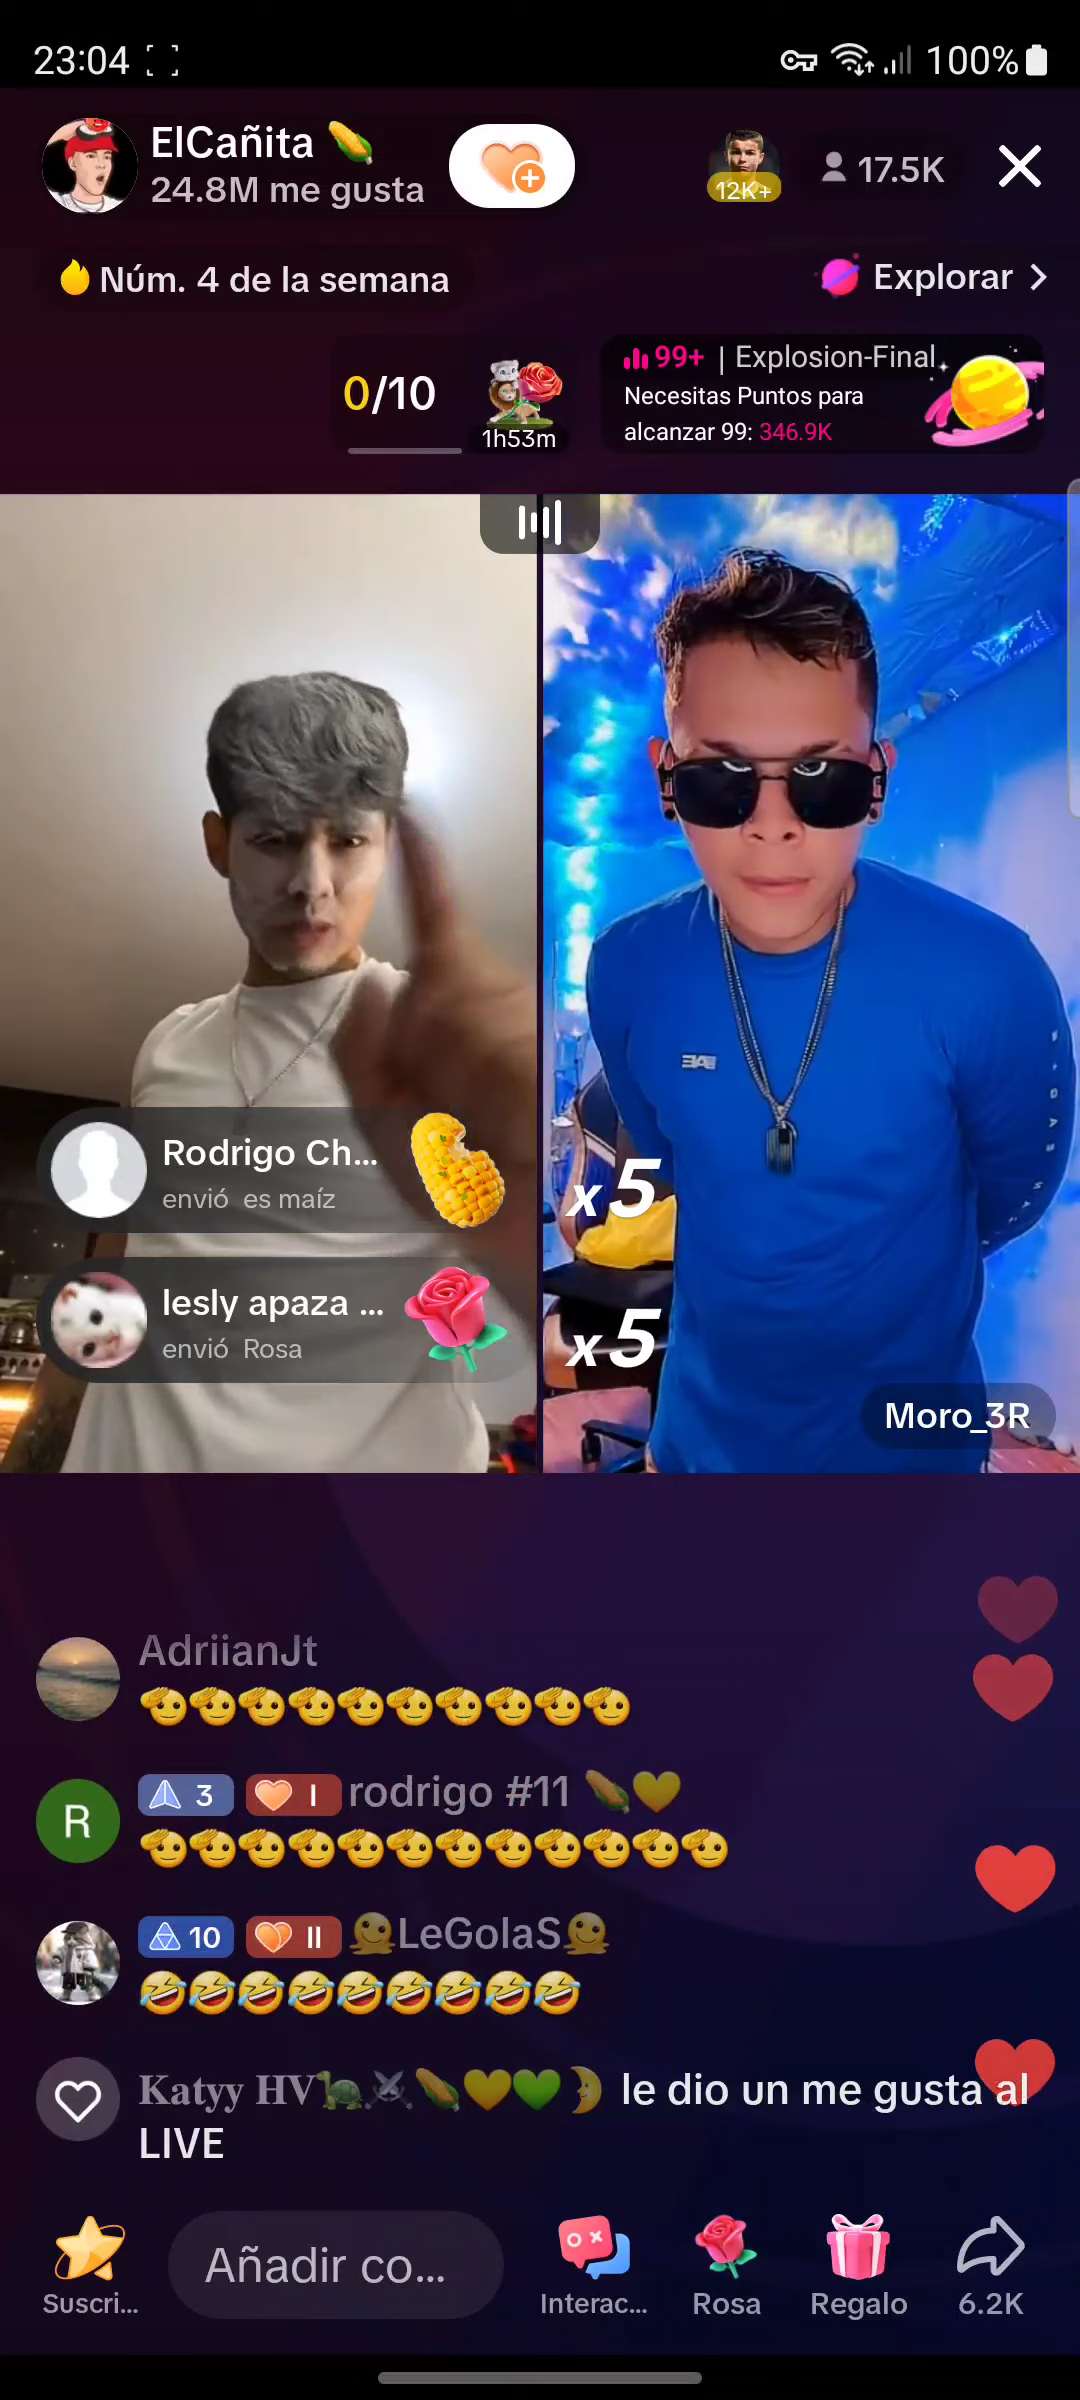 23:04
100%
ElCañita 🌽
24.8M me gusta
12K+
17.5K
Núm. 4 de la semana
Explorar >
0/10
1h53m
99+ | Explosion-Final
Necesitas Puntos para
alcanzar 99: 346.9K
Rodrigo Ch...
envió es maíz
x5
lesly apaza ...
envió Rosa
x5
Moro_3R
AdriianJt
🫡🫡🫡🫡🫡🫡🫡🫡🫡🫡
R
3 I rodrigo #11 🌽💛
🫡🫡🫡🫡🫡🫡🫡🫡🫡🫡🫡🫡
10 II 🫠LeGolaS🫠
🤣🤣🤣🤣🤣🤣🤣🤣🤣
𝐊𝐚𝐭𝐲𝐲 𝐇𝐕🐢⚔️🌽💛💚🌛 le dio un me gusta al
LIVE
Añadir co...
Suscri...
Interac...
Rosa
Regalo
6.2K